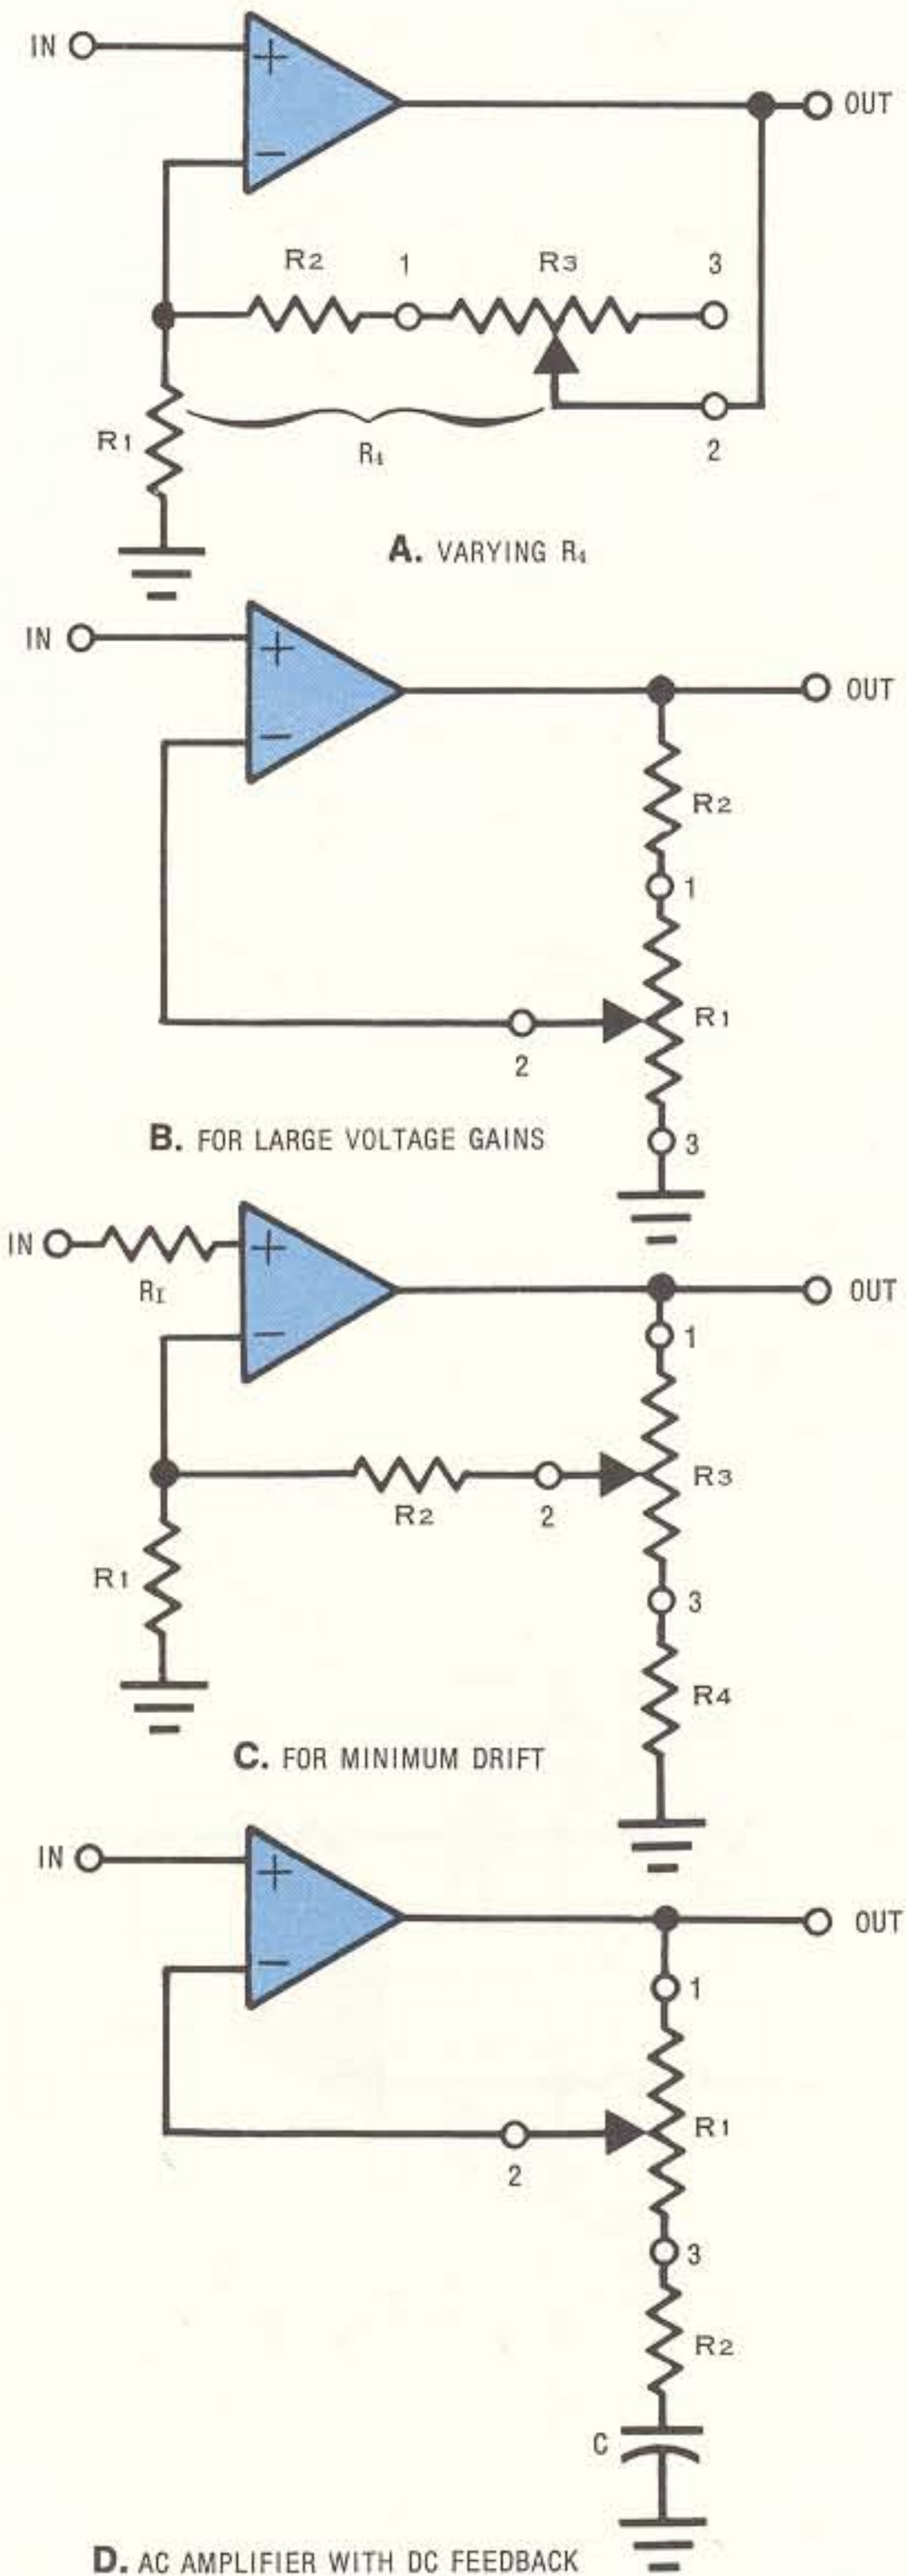 IN
+
OUT
−
R2 1 R3 3
R1
R4
2
A. VARYING R4
IN
+
OUT
−
R2
1
R1
2
3
B. FOR LARGE VOLTAGE GAINS
IN
+
RI
OUT
−
1
R3
R2
2
R1
3
R4
C. FOR MINIMUM DRIFT
IN
+
OUT
−
1
R1
2
3
R2
C
D. AC AMPLIFIER WITH DC FEEDBACK